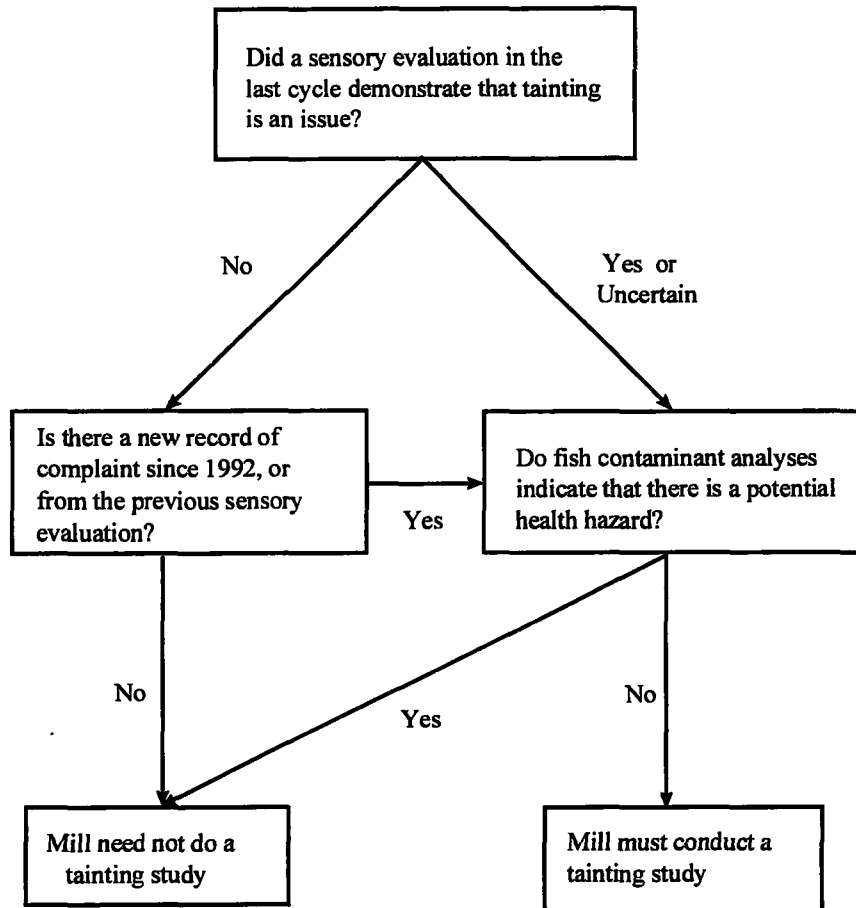 Did a sensory evaluation in the
last cycle demonstrate that tainting
is an issue?
No
Yes or
Uncertain
Is there a new record of
complaint since 1992, or
from the previous sensory
evaluation?
Yes
Do fish contaminant analyses
indicate that there is a potential
health hazard?
No
Yes
No
Mill need not do a
tainting study
Mill must conduct a
tainting study